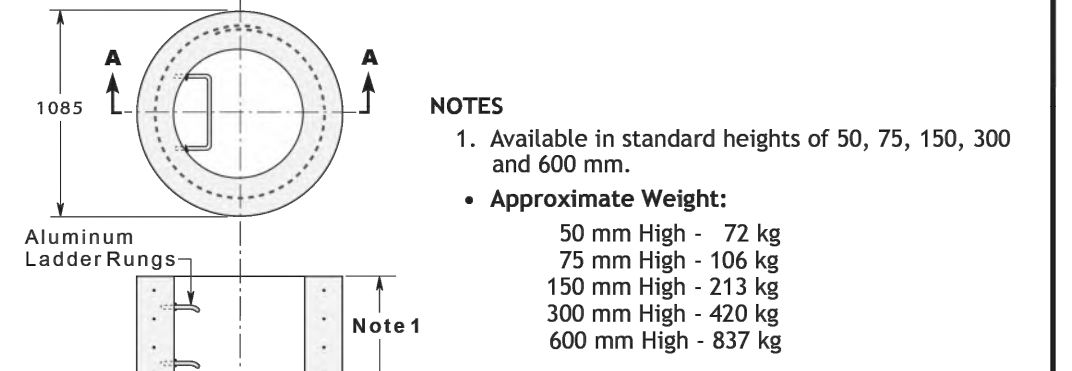 A
A
1085
NOTES
1. Available in standard heights of 50, 75, 150, 300
and 600 mm.
• Approximate Weight:
50 mm High - 72 kg
75 mm High - 106 kg
150 mm High - 213 kg
300 mm High - 420 kg
600 mm High - 837 kg
Aluminum
Ladder Rungs
Note 1